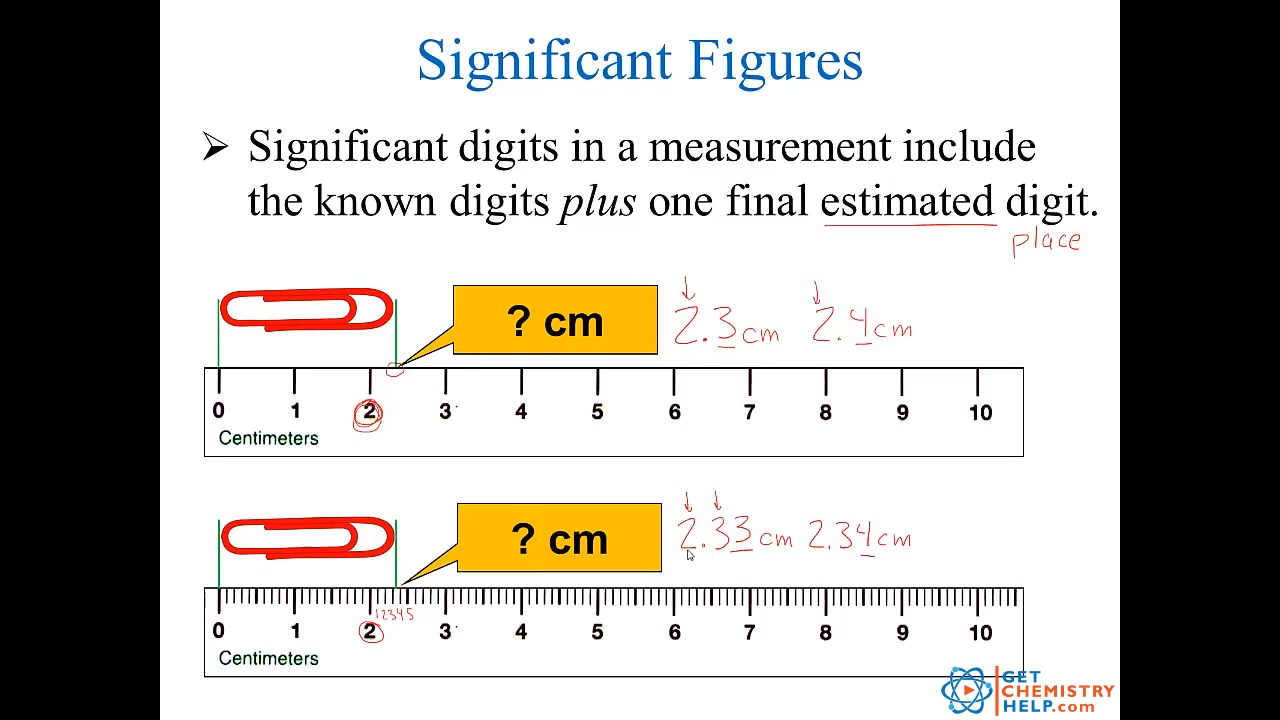 Significant Figures
➢ Significant digits in a measurement include
the known digits plus one final estimated digit.
place
? cm 2.3cm 2.4cm
0 1 2 3 4 5 6 7 8 9 10
Centimeters
? cm 2.33 cm 2.34cm
12345
0 1 2 3 4 5 6 7 8 9 10
Centimeters
GET
CHEMISTRY
HELP.com